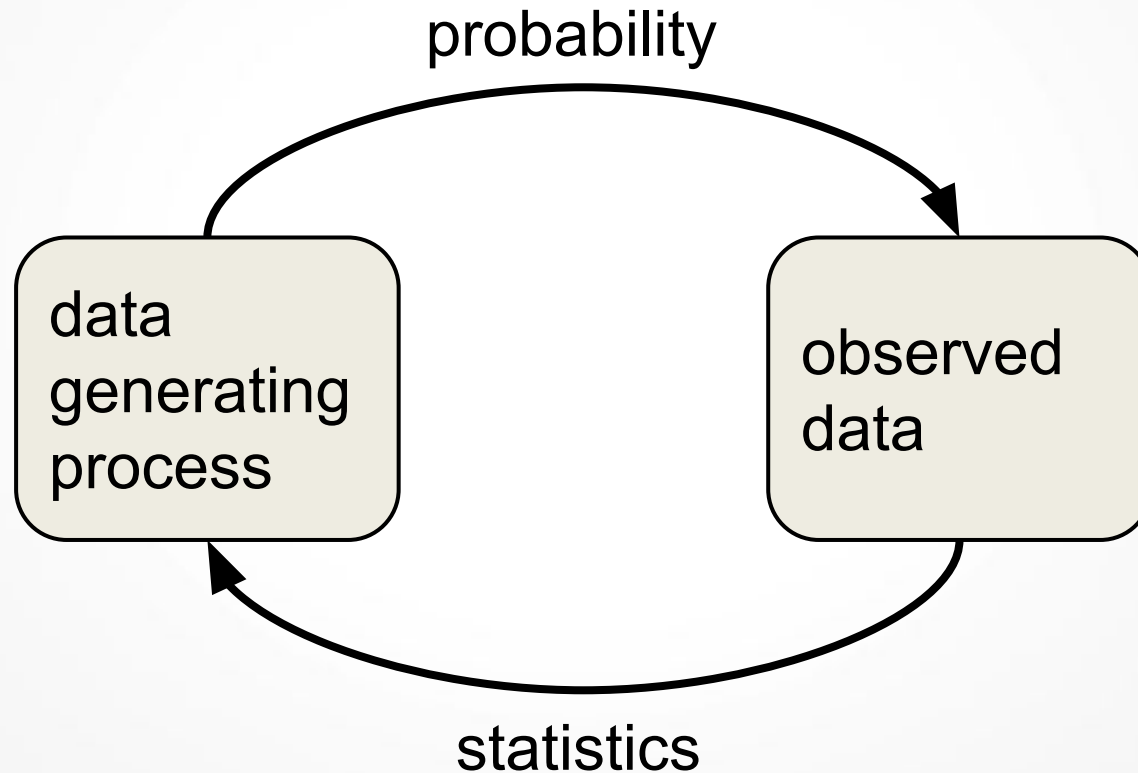 probability
data
generating
process
observed
data
statistics